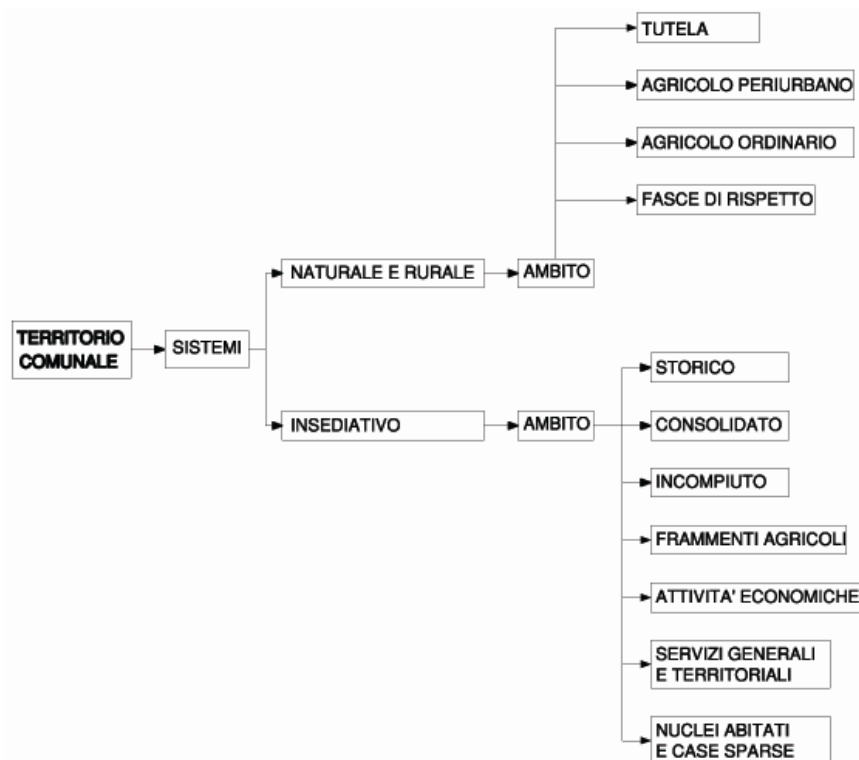 TUTELA
AGRICOLO PERIURBANO
AGRICOLO ORDINARIO
FASCE DI RISPETTO
NATURALE E RURALE
AMBITO
TERRITORIO
COMUNALE
SISTEMI
INSEDIATIVO
AMBITO
STORICO
CONSOLIDATO
INCOMPIUTO
FRAMMENTI AGRICOLI
ATTIVITA' ECONOMICHE
SERVIZI GENERALI
E TERRITORIALI
NUCLEI ABITATI
E CASE SPARSE